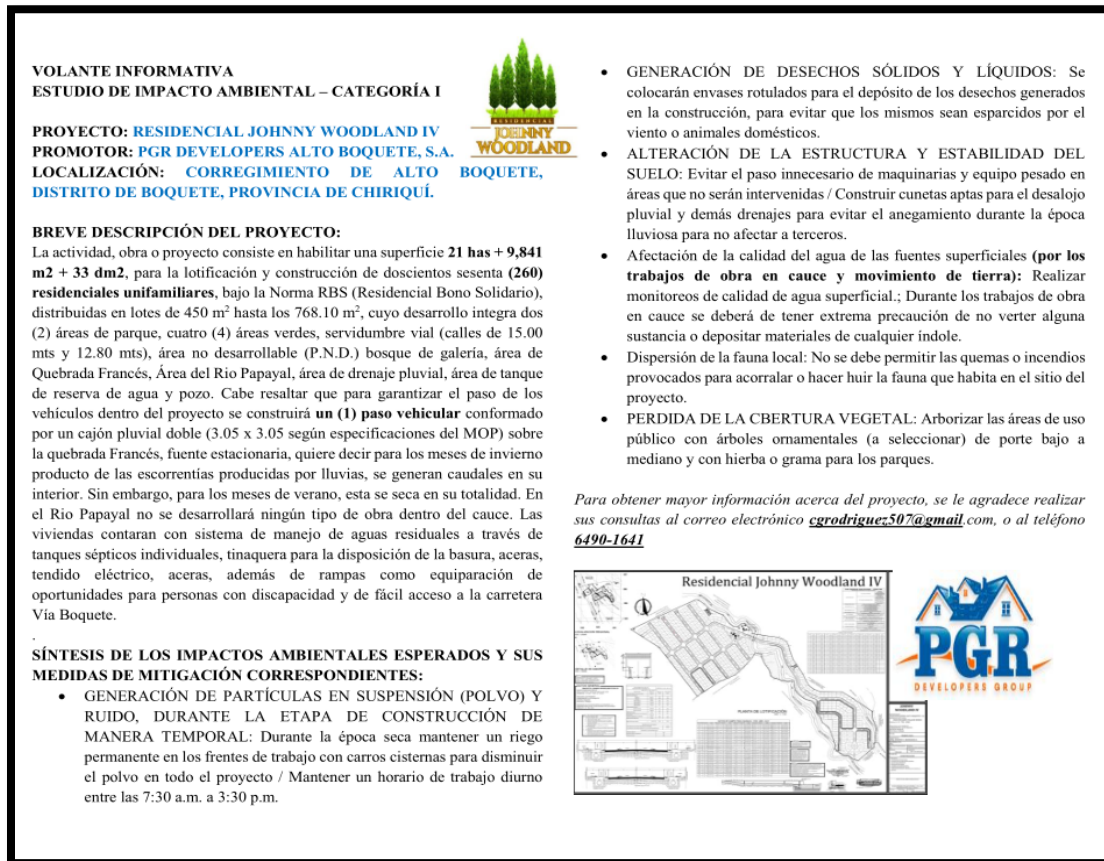 VOLANTE INFORMATIVA
ESTUDIO DE IMPACTO AMBIENTAL – CATEGORÍA I
RESIDENCIAL
JOHNNY
WOODLAND
PROYECTO: RESIDENCIAL JOHNNY WOODLAND IV
PROMOTOR: PGR DEVELOPERS ALTO BOQUETE, S.A.
LOCALIZACIÓN: CORREGIMIENTO DE ALTO BOQUETE,
DISTRITO DE BOQUETE, PROVINCIA DE CHIRIQUÍ.
BREVE DESCRIPCIÓN DEL PROYECTO:
La actividad, obra o proyecto consiste en habilitar una superficie 21 has + 9,841
m2 + 33 dm2, para la lotificación y construcción de doscientos sesenta (260)
residenciales unifamiliares, bajo la Norma RBS (Residencial Bono Solidario),
distribuidas en lotes de 450 m² hasta los 768.10 m², cuyo desarrollo integra dos
(2) áreas de parque, cuatro (4) áreas verdes, servidumbre vial (calles de 15.00
mts y 12.80 mts), área no desarrollable (P.N.D.) bosque de galería, área de
Quebrada Francés, Área del Rio Papayal, área de drenaje pluvial, área de tanque
de reserva de agua y pozo. Cabe resaltar que para garantizar el paso de los
vehículos dentro del proyecto se construirá un (1) paso vehicular conformado
por un cajón pluvial doble (3.05 x 3.05 según especificaciones del MOP) sobre
la quebrada Francés, fuente estacionaria, quiere decir para los meses de invierno
producto de las escorrentías producidas por lluvias, se generan caudales en su
interior. Sin embargo, para los meses de verano, esta se seca en su totalidad. En
el Rio Papayal no se desarrollará ningún tipo de obra dentro del cauce. Las
viviendas contaran con sistema de manejo de aguas residuales a través de
tanques sépticos individuales, tinaquera para la disposición de la basura, aceras,
tendido eléctrico, aceras, además de rampas como equiparación de
oportunidades para personas con discapacidad y de fácil acceso a la carretera
Vía Boquete.
.
SÍNTESIS DE LOS IMPACTOS AMBIENTALES ESPERADOS Y SUS
MEDIDAS DE MITIGACIÓN CORRESPONDIENTES:
• GENERACIÓN DE PARTÍCULAS EN SUSPENSIÓN (POLVO) Y
RUIDO, DURANTE LA ETAPA DE CONSTRUCCIÓN DE
MANERA TEMPORAL: Durante la época seca mantener un riego
permanente en los frentes de trabajo con carros cisternas para disminuir
el polvo en todo el proyecto / Mantener un horario de trabajo diurno
entre las 7:30 a.m. a 3:30 p.m.
• GENERACIÓN DE DESECHOS SÓLIDOS Y LÍQUIDOS: Se
colocarán envases rotulados para el depósito de los desechos generados
en la construcción, para evitar que los mismos sean esparcidos por el
viento o animales domésticos.
• ALTERACIÓN DE LA ESTRUCTURA Y ESTABILIDAD DEL
SUELO: Evitar el paso innecesario de maquinarias y equipo pesado en
áreas que no serán intervenidas / Construir cunetas aptas para el desalojo
pluvial y demás drenajes para evitar el anegamiento durante la época
lluviosa para no afectar a terceros.
• Afectación de la calidad del agua de las fuentes superficiales (por los
trabajos de obra en cauce y movimiento de tierra): Realizar
monitoreos de calidad de agua superficial.; Durante los trabajos de obra
en cauce se deberá de tener extrema precaución de no verter alguna
sustancia o depositar materiales de cualquier índole.
• Dispersión de la fauna local: No se debe permitir las quemas o incendios
provocados para acorralar o hacer huir la fauna que habita en el sitio del
proyecto.
• PERDIDA DE LA CBERTURA VEGETAL: Arborizar las áreas de uso
público con árboles ornamentales (a seleccionar) de porte bajo a
mediano y con hierba o grama para los parques.
Para obtener mayor información acerca del proyecto, se le agradece realizar
sus consultas al correo electrónico cgrodriguez507@gmail.com, o al teléfono
6490-1641
Residencial Johnny Woodland IV
PLANTA DE LOTIFICACIÓN
PGR
DEVELOPERS GROUP